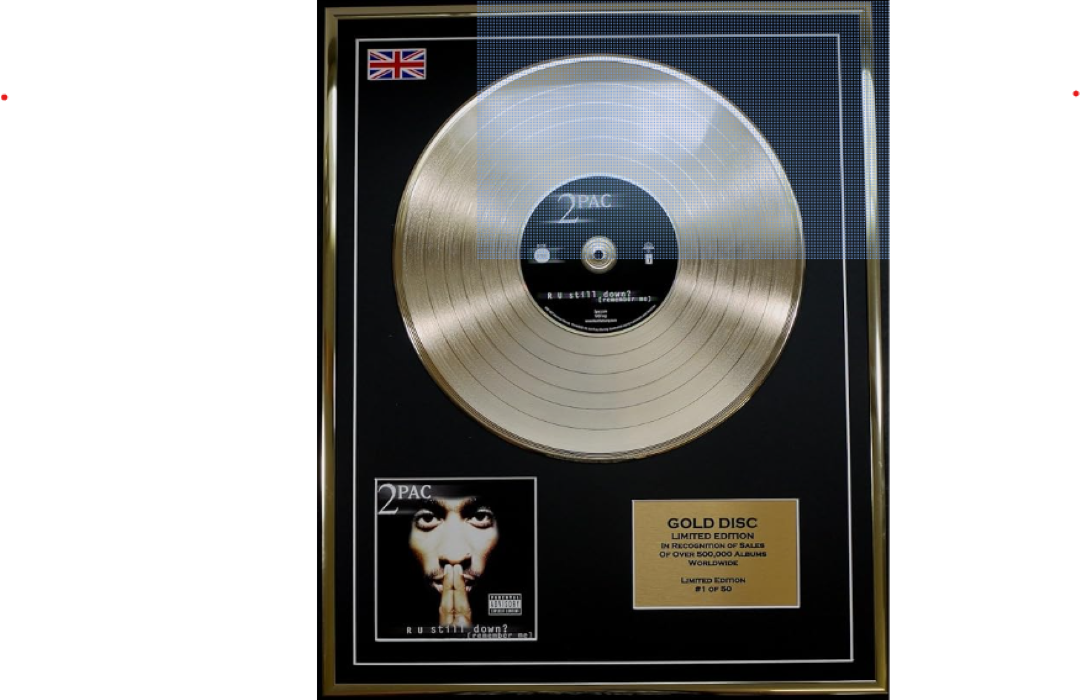 2PAC
R U still down?
[remember me]
2PAC
PARENTAL
ADVISORY
EXPLICIT CONTENT
R U still down?
[remember me]
GOLD DISC
LIMITED EDITION
IN RECOGNITION OF SALES
OF OVER 500,000 ALBUMS
WORLDWIDE
LIMITED EDITION
#1 OF 50